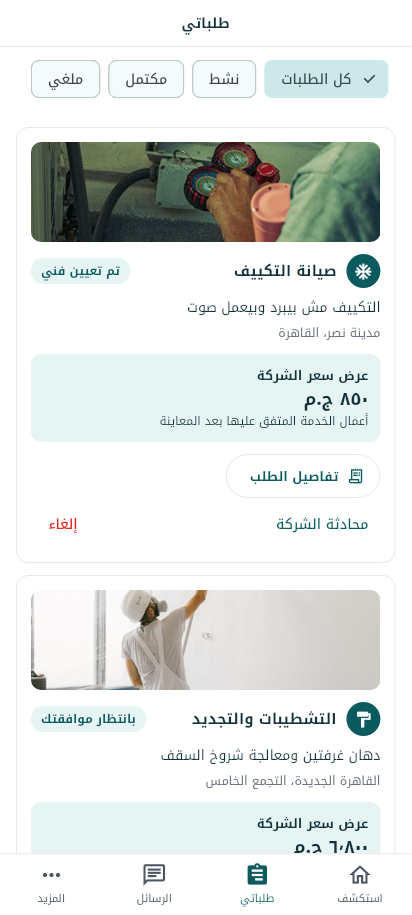 طلباتي
كل الطلبات
نشط
مكتمل
ملغي
صيانة التكييف
تم تعيين فني
التكييف مش بيبرد وبيعمل صوت
مدينة نصر، القاهرة
عرض سعر الشركة
٨٥٠ ج.م
أعمال الخدمة المتفق عليها بعد المعاينة
تفاصيل الطلب
محادثة الشركة
إلغاء
التشطيبات والتجديد
بانتظار موافقتك
دهان غرفتين ومعالجة شروخ السقف
القاهرة الجديدة، التجمع الخامس
عرض سعر الشركة
٦٬٨٠٠ ج.م
استكشف
طلباتي
الرسائل
المزيد